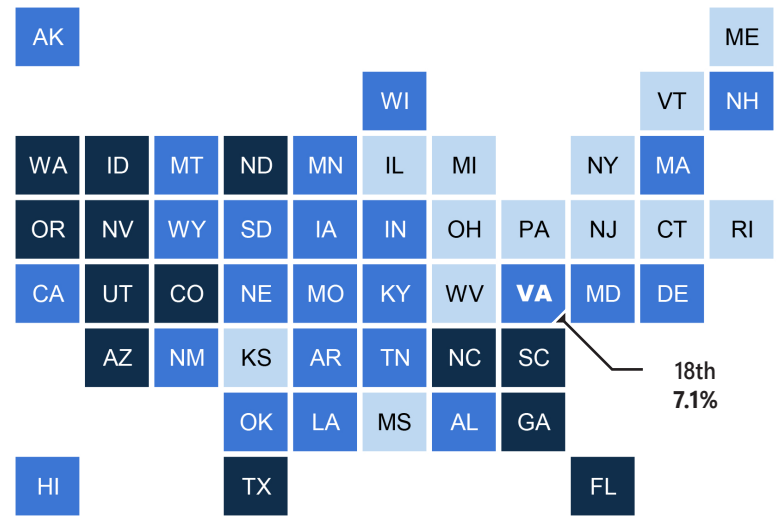 AK ME
WI VT NH
WA ID MT ND MN IL MI NY MA
OR NV WY SD IA IN OH PA NJ CT RI
CA UT CO NE MO KY WV VA MD DE
AZ NM KS AR TN NC SC
18th
7.1%
OK LA MS AL GA
HI TX FL